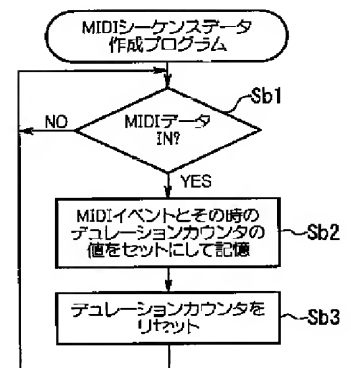 MIDIシーケンスデータ
作成プログラム
Sb1
MIDIデータ
IN?
NO
YES
MIDIイベントとその時の
デュレーションカウンタの
値をセットにして記憶
Sb2
デュレーションカウンタを
リセット
Sb3